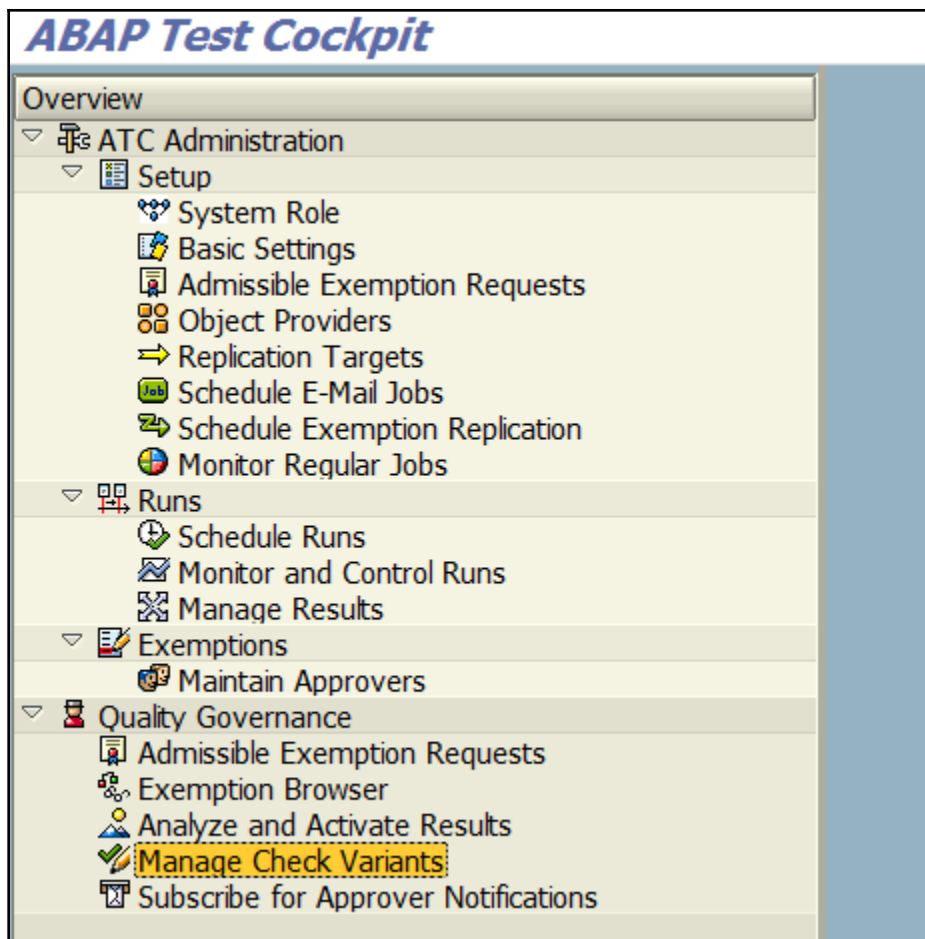 ABAP Test Cockpit
Overview
ATC Administration
Setup
System Role
Basic Settings
Admissible Exemption Requests
Object Providers
Replication Targets
Job Schedule E-Mail Jobs
Schedule Exemption Replication
Monitor Regular Jobs
Runs
Schedule Runs
Monitor and Control Runs
Manage Results
Exemptions
Maintain Approvers
Quality Governance
Admissible Exemption Requests
Exemption Browser
Analyze and Activate Results
Manage Check Variants
Subscribe for Approver Notifications